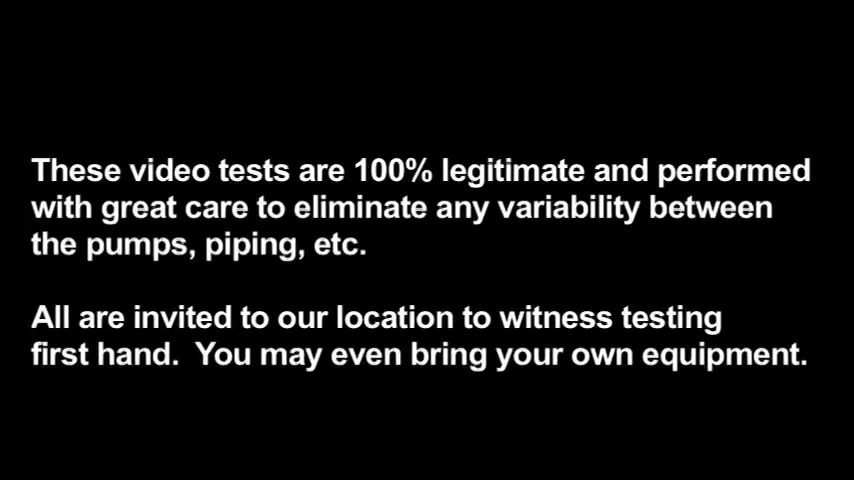 These video tests are 100% legitimate and performed
with great care to eliminate any variability between
the pumps, piping, etc.
All are invited to our location to witness testing
first hand.  You may even bring your own equipment.